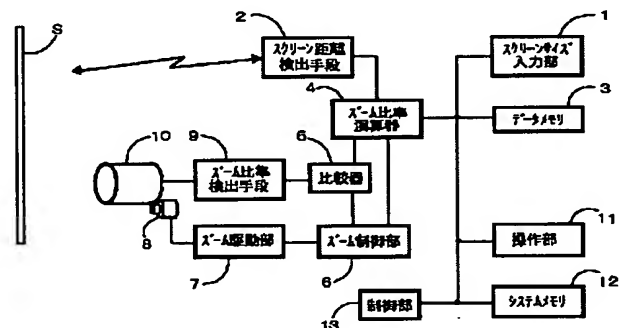 S
2
スクリーン距離
検出手段
1
スクリーンサイズ
入力部
4
ズーム比率
演算部
3
データメモリ
10
9
ズーム比率
検出手段
6
比較器
8
7
ズーム駆動部
ズーム制御部
6
11
操作部
12
システムメモリ
制御部
13